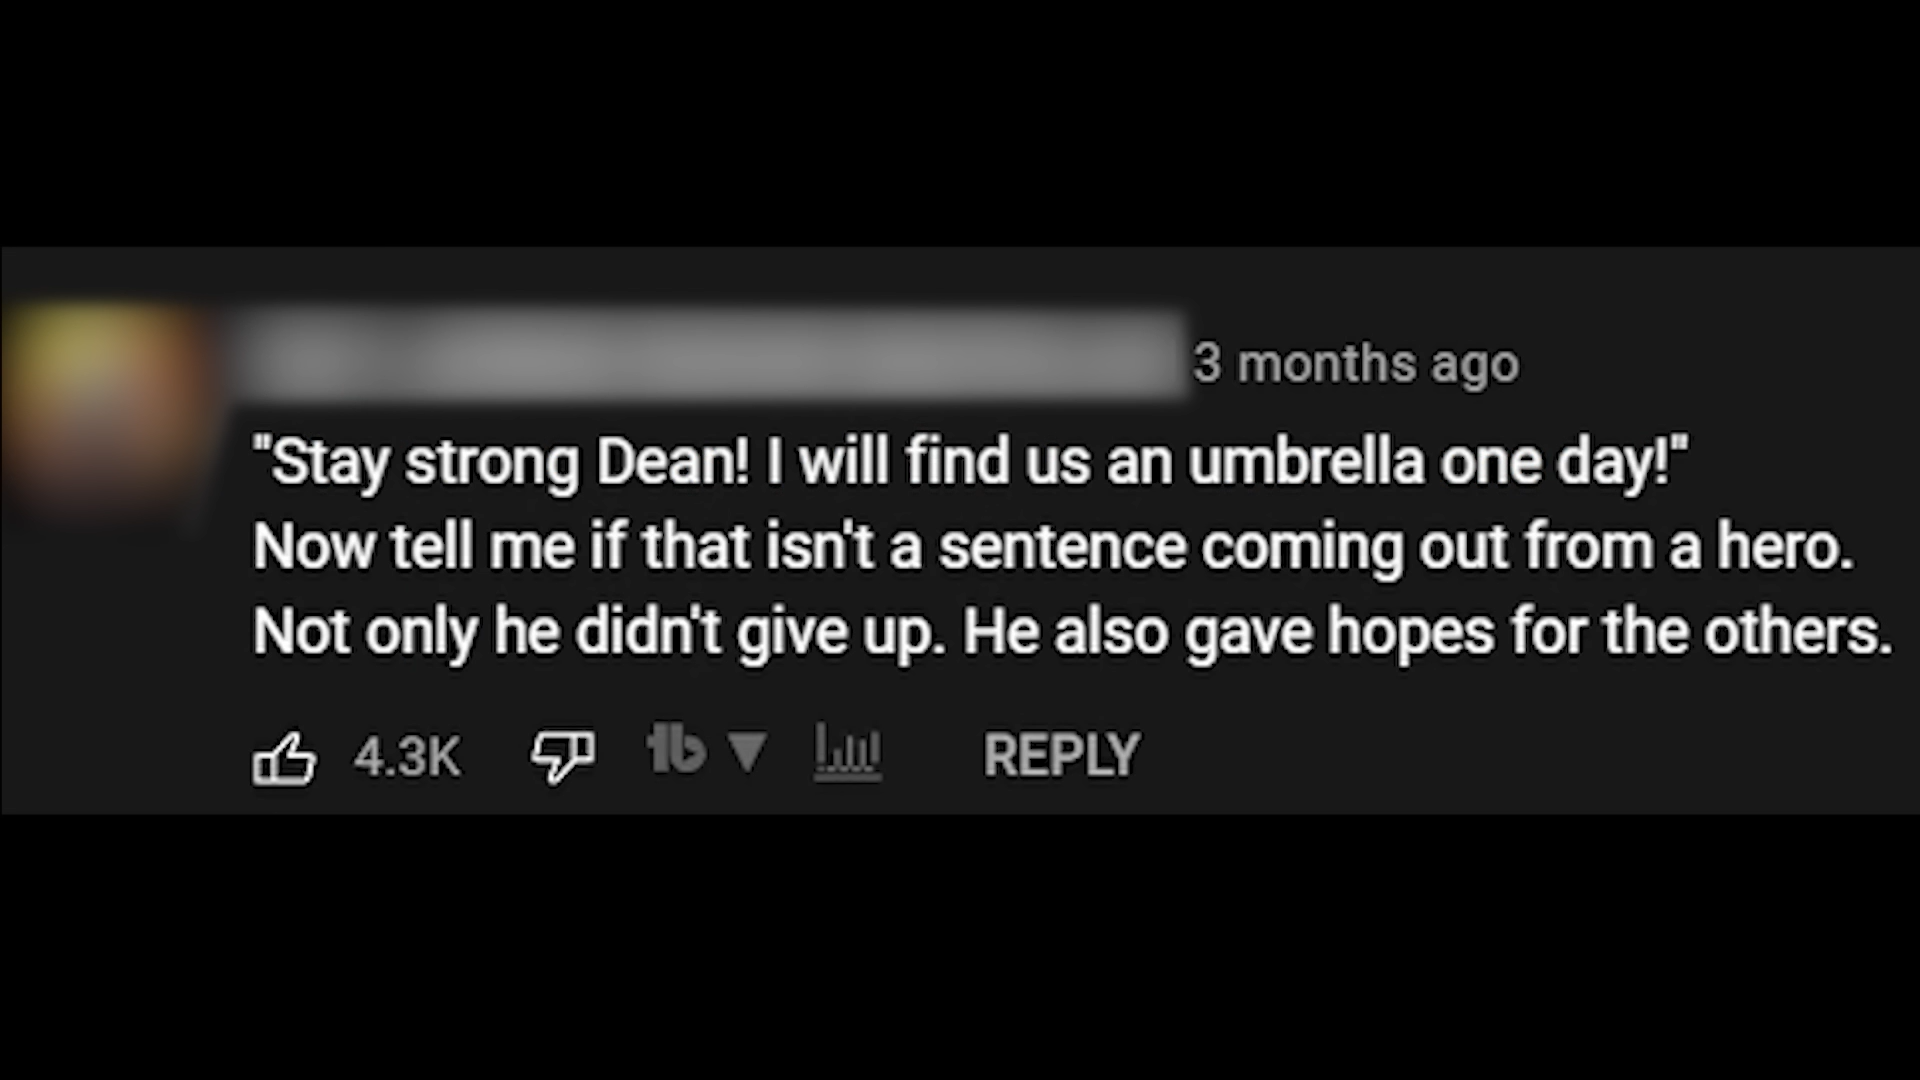 3 months ago
"Stay strong Dean! I will find us an umbrella one day!"
Now tell me if that isn't a sentence coming out from a hero.
Not only he didn't give up. He also gave hopes for the others.
4.3K tb REPLY